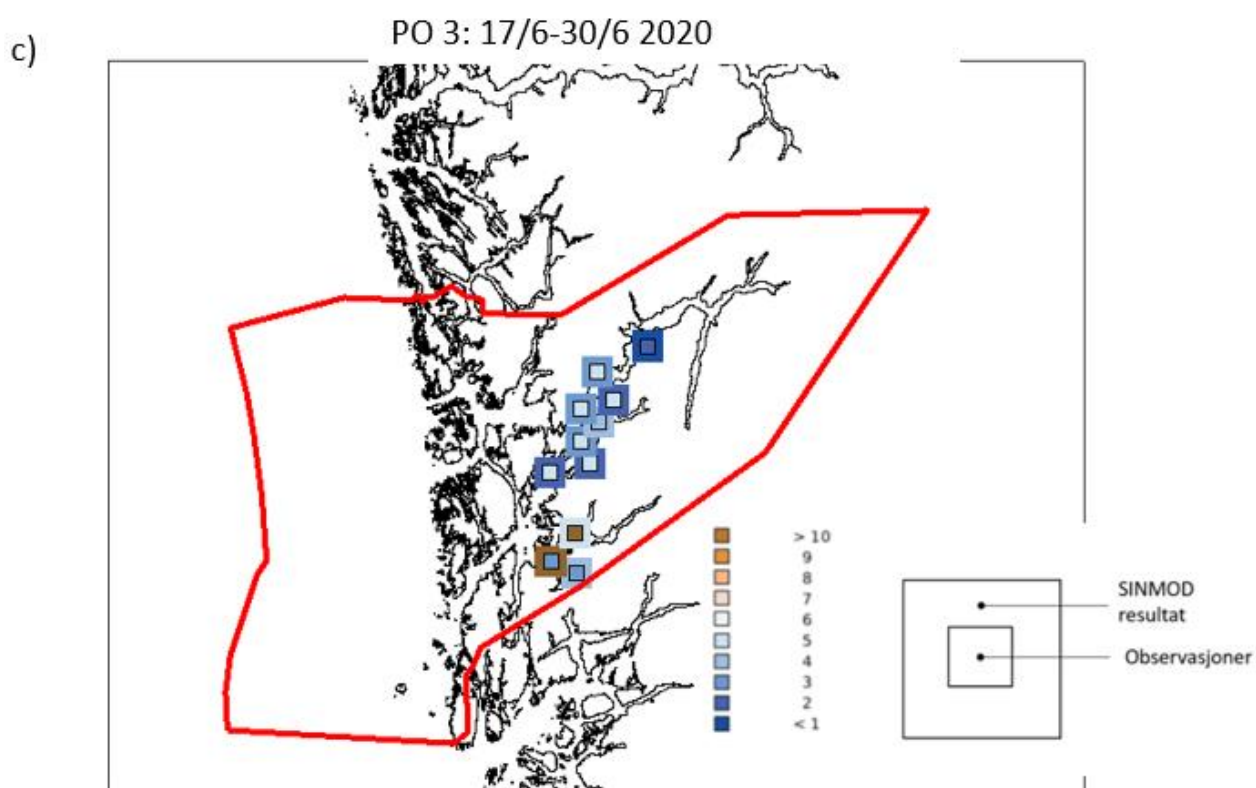 PO 3: 17/6-30/6 2020
c)
> 10
9
8
7
6
5
4
3
2
< 1
SINMOD
resultat
Observasjoner